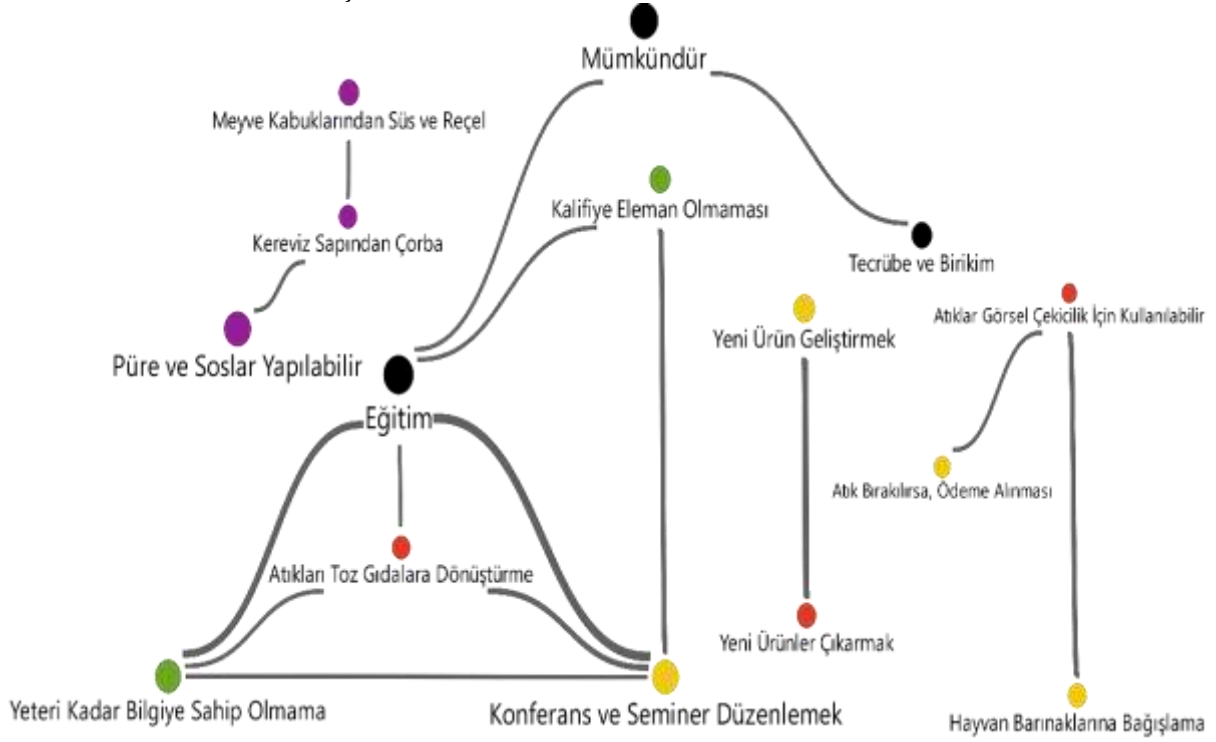 Mümkündür
Meyve Kabuklarından Süs ve Reçel
Kalifiye Eleman Olmaması
Kereviz Sapından Çorba
Tecrübe ve Birikim
Atıklar Görsel Çekicilik İçin Kullanılabilir
Yeni Ürün Geliştirmek
Püre ve Soslar Yapılabilir
Eğitim
Atık Bırakılırsa, Ödeme Alınması
Atıkları Toz Gıdalara Dönüştürme
Yeni Ürünler Çıkarmak
Yeteri Kadar Bilgiye Sahip Olmama
Konferans ve Seminer Düzenlemek
Hayvan Barınaklarına Bağışlama